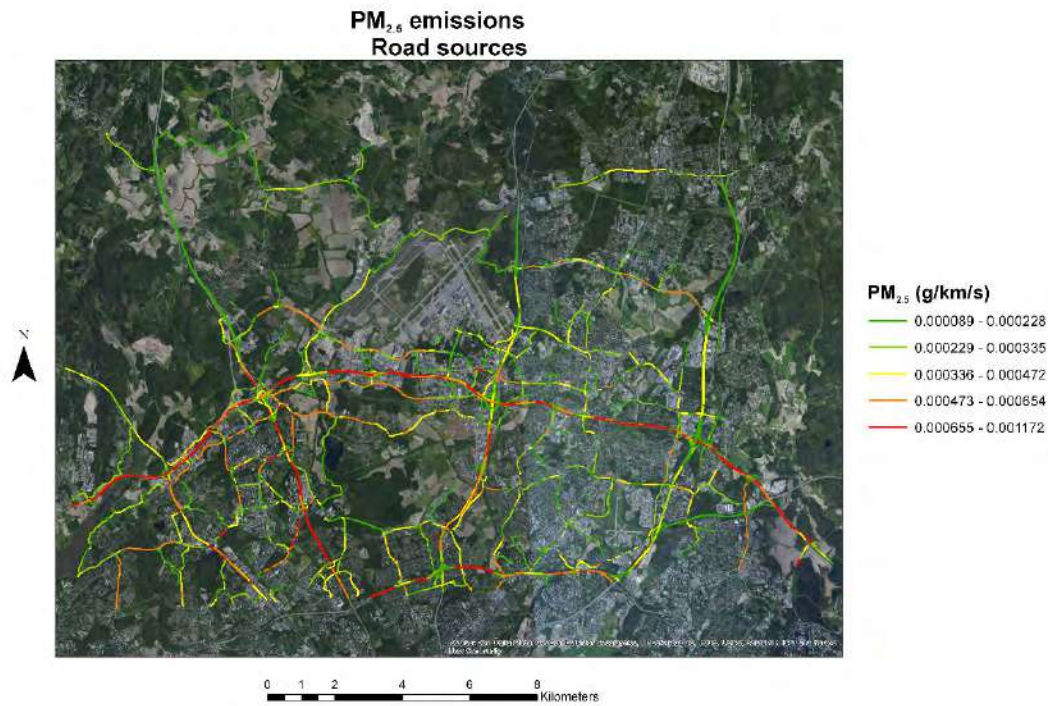 PM2.5 emissions
Road sources
N
PM2.5 (g/km/s)
0.000089 - 0.000228
0.000229 - 0.000335
0.000336 - 0.000472
0.000473 - 0.000654
0.000655 - 0.001172
0 1 2 4 6 8
Kilometers